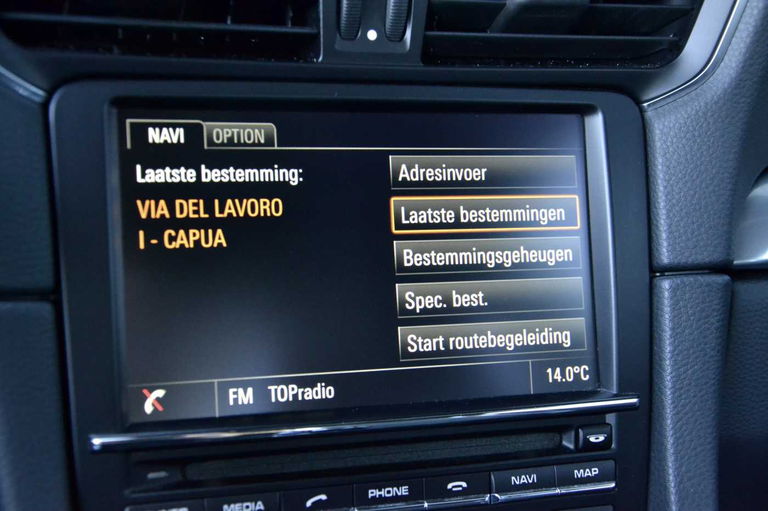 NAVI OPTION
Laatste bestemming:
VIA DEL LAVORO
I - CAPUA
Adresinvoer
Laatste bestemmingen
Bestemmingsgeheugen
Spec. best.
Start routebegeleiding
FM TOPradio
14.0°C
MEDIA
PHONE
NAVI
MAP